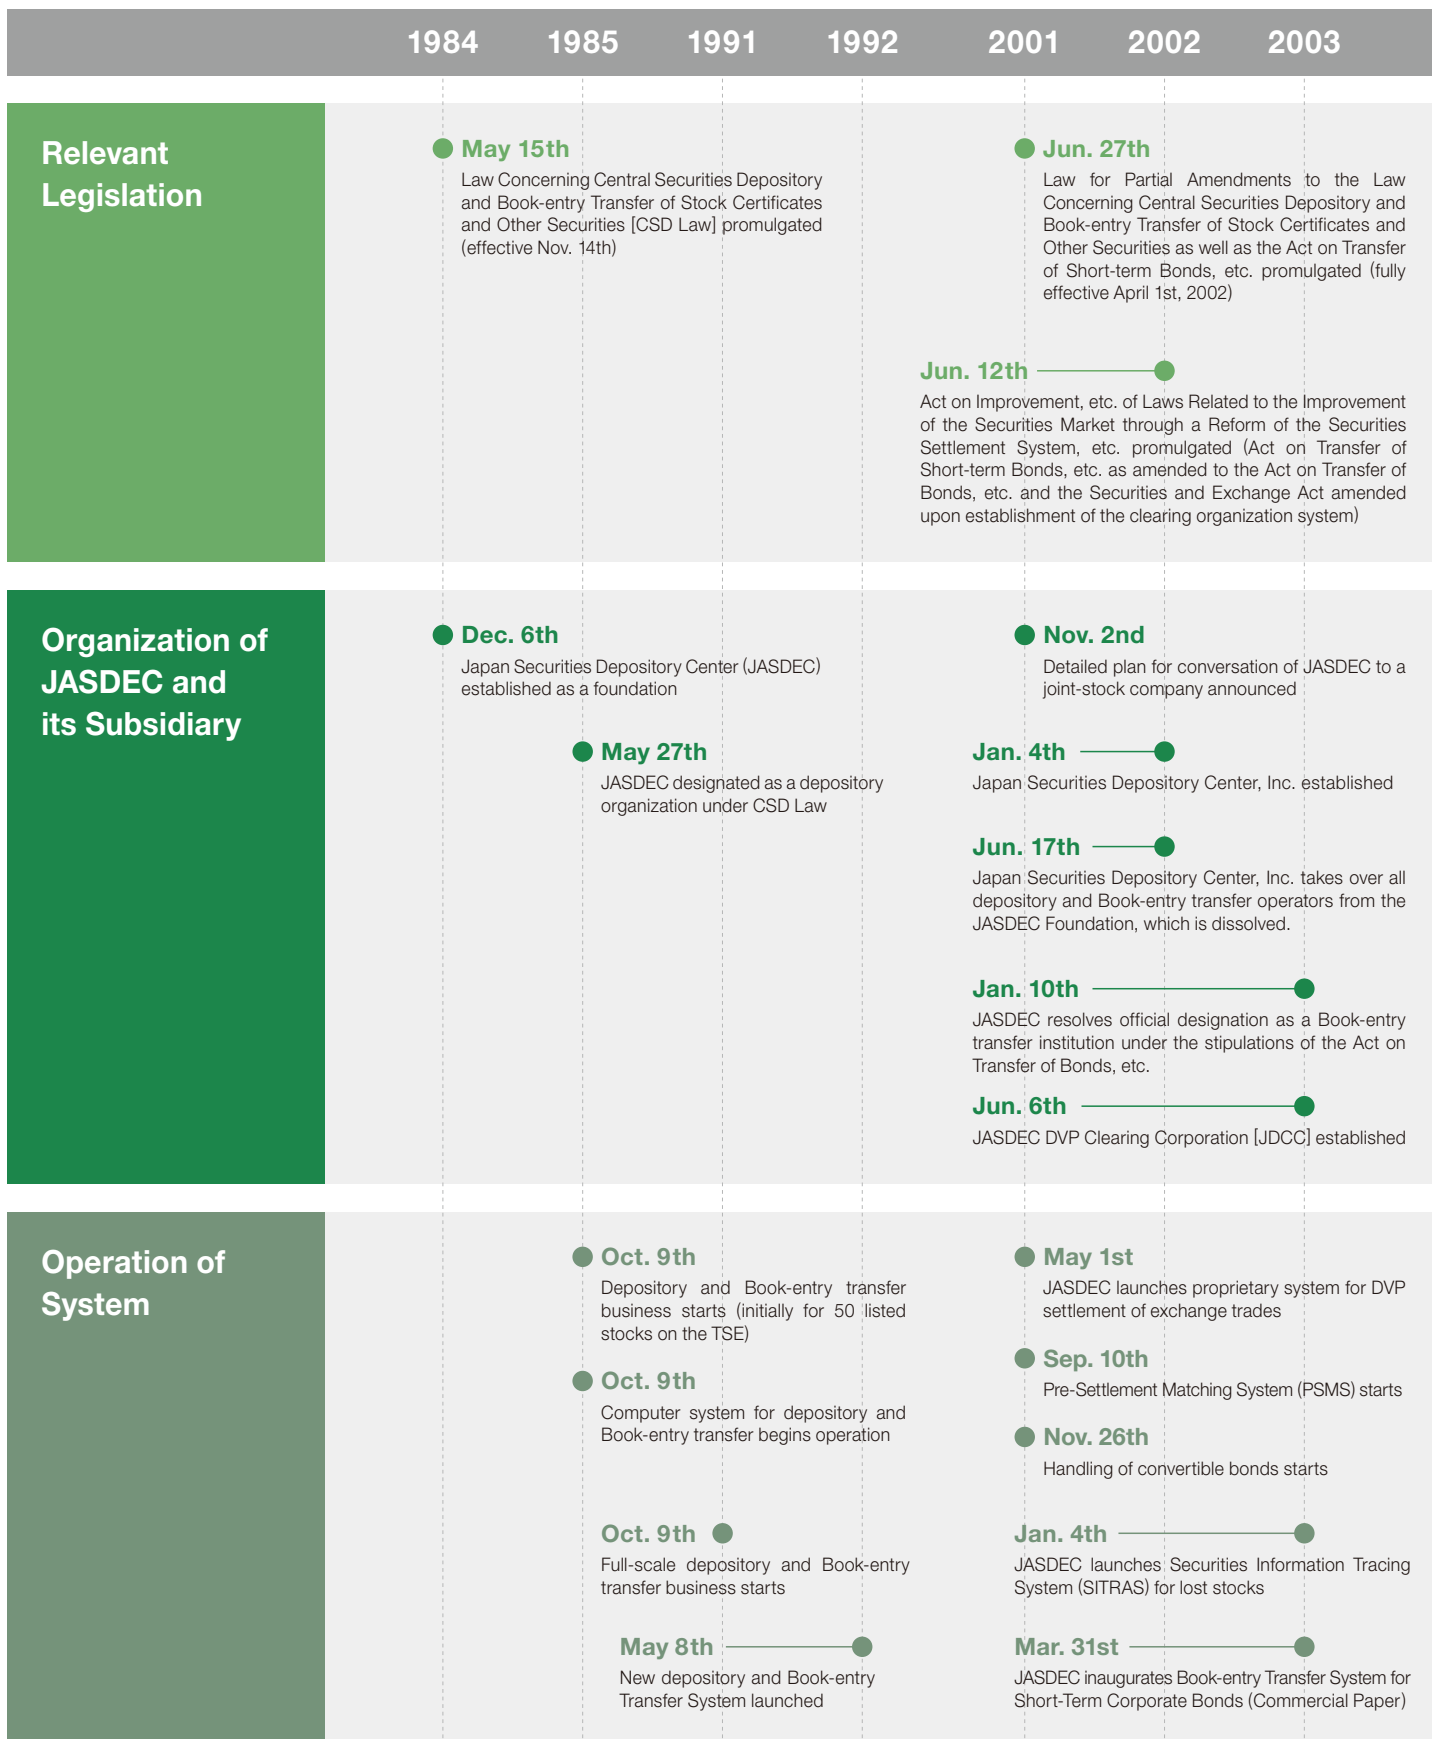 1984 1985 1991 1992 2001 2002 2003
Relevant
Legislation
May 15th
Law Concerning Central Securities Depository
and Book-entry Transfer of Stock Certificates
and Other Securities [CSD Law] promulgated
(effective Nov. 14th)
Jun. 27th
Law for Partial Amendments to the Law
Concerning Central Securities Depository and
Book-entry Transfer of Stock Certificates and
Other Securities as well as the Act on Transfer
of Short-term Bonds, etc. promulgated (fully
effective April 1st, 2002)
Jun. 12th
Act on Improvement, etc. of Laws Related to the Improvement
of the Securities Market through a Reform of the Securities
Settlement System, etc. promulgated (Act on Transfer of
Short-term Bonds, etc. as amended to the Act on Transfer of
Bonds, etc. and the Securities and Exchange Act amended
upon establishment of the clearing organization system)
Organization of
JASDEC and
its Subsidiary
Dec. 6th
Japan Securities Depository Center (JASDEC)
established as a foundation
May 27th
JASDEC designated as a depository
organization under CSD Law
Nov. 2nd
Detailed plan for conversation of JASDEC to a
joint-stock company announced
Jan. 4th
Japan Securities Depository Center, Inc. established
Jun. 17th
Japan Securities Depository Center, Inc. takes over all
depository and Book-entry transfer operators from the
JASDEC Foundation, which is dissolved.
Jan. 10th
JASDEC resolves official designation as a Book-entry
transfer institution under the stipulations of the Act on
Transfer of Bonds, etc.
Jun. 6th
JASDEC DVP Clearing Corporation [JDCC] established
Operation of
System
Oct. 9th
Depository and Book-entry transfer
business starts (initially for 50 listed
stocks on the TSE)
Oct. 9th
Computer system for depository and
Book-entry transfer begins operation
Oct. 9th
Full-scale depository and Book-entry
transfer business starts
May 8th
New depository and Book-entry
Transfer System launched
May 1st
JASDEC launches proprietary system for DVP
settlement of exchange trades
Sep. 10th
Pre-Settlement Matching System (PSMS) starts
Nov. 26th
Handling of convertible bonds starts
Jan. 4th
JASDEC launches Securities Information Tracing
System (SITRAS) for lost stocks
Mar. 31st
JASDEC inaugurates Book-entry Transfer System for
Short-Term Corporate Bonds (Commercial Paper)